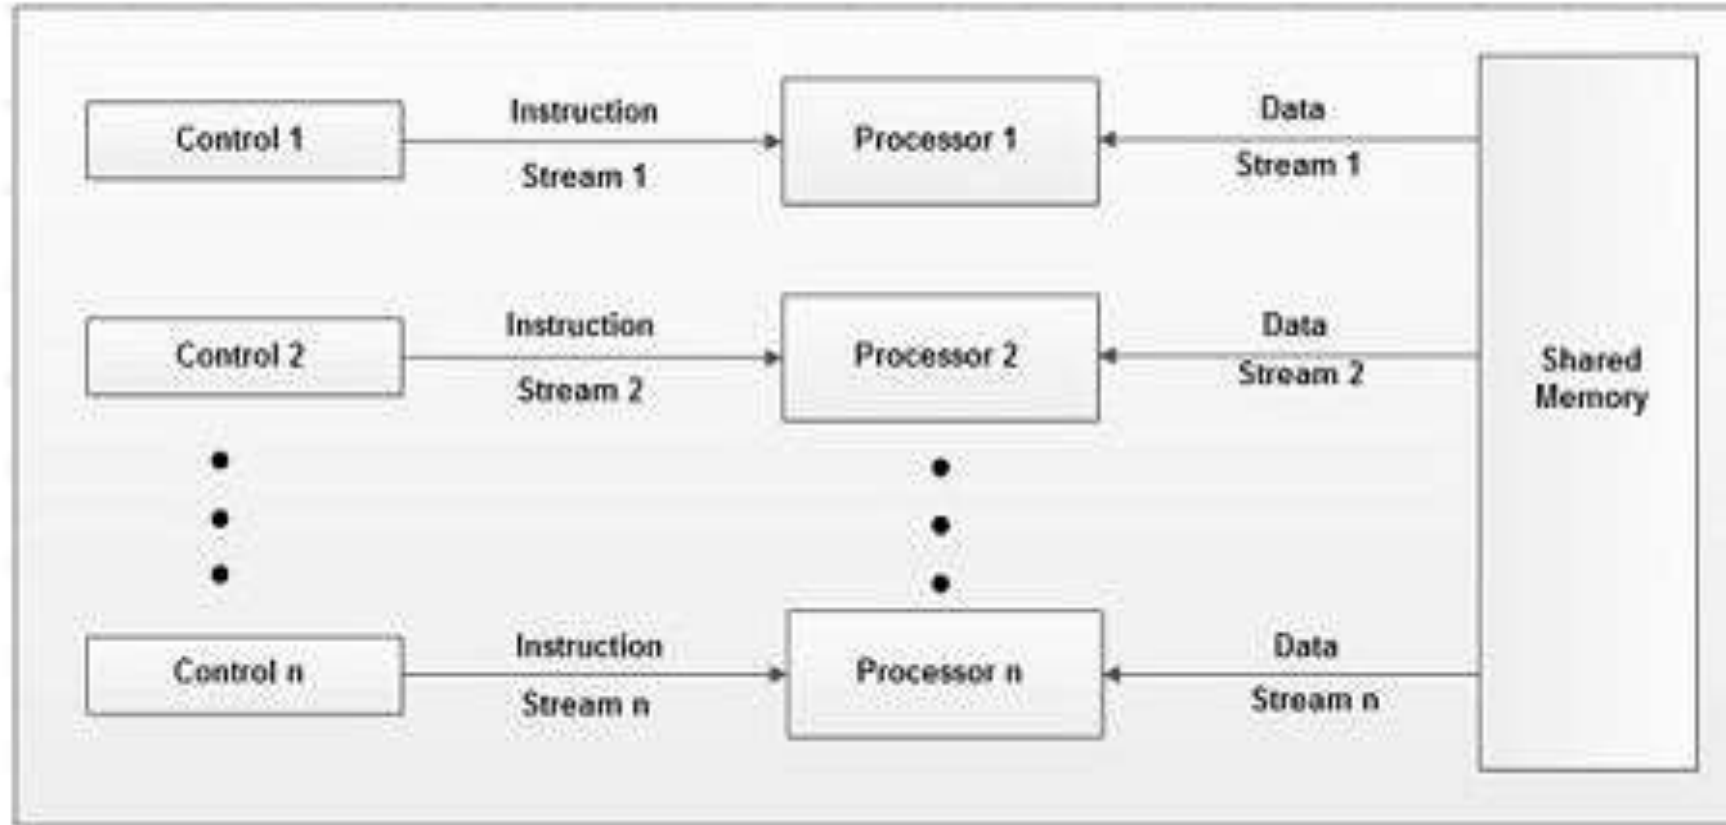 Control 1
Instruction
Stream 1
Processor 1
Data
Stream 1
Control 2
Instruction
Stream 2
Processor 2
Data
Stream 2
Shared
Memory
Control n
Instruction
Stream n
Processor n
Data
Stream n